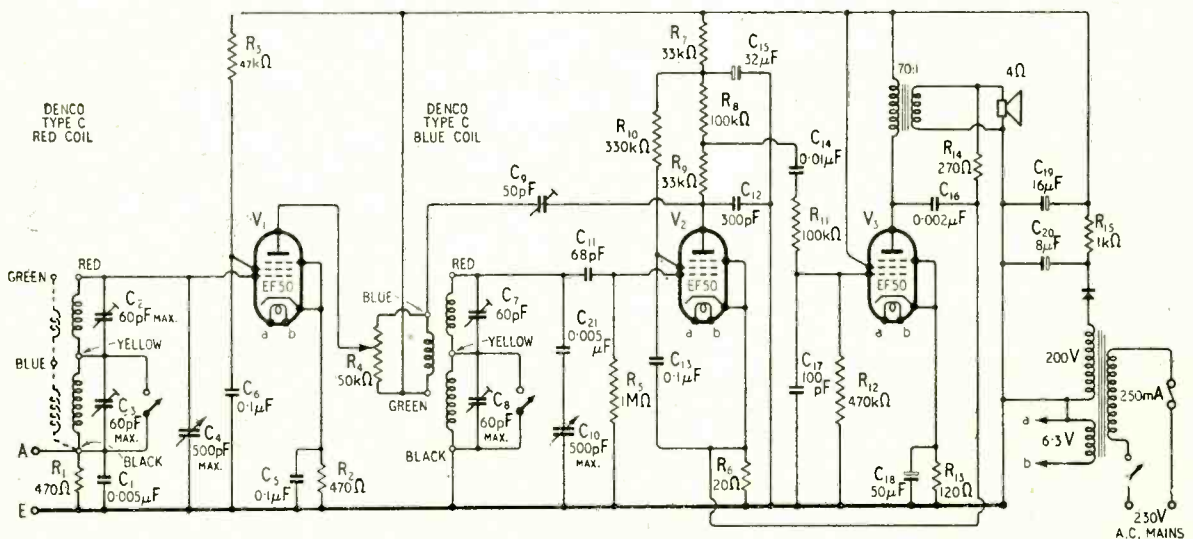 DENCO
TYPE C
RED COIL
GREEN
BLUE
RED
C2
60pF MAX.
YELLOW
C3
60pF
MAX.
BLACK
A
R1
470Ω
C1
0·005µF
E
C4
500pF
MAX.
R3
47kΩ
C6
0·1µF
V1
EF50
a b
C5
0·1µF
R2
470Ω
DENCO
TYPE C
BLUE COIL
C9
50pF
BLUE
R4
50kΩ
GREEN
RED
C7
60pF
YELLOW
C8
60pF
MAX.
BLACK
C11
68pF
C21
0·005
µF
C10
500pF
MAX.
R5
1MΩ
R7
33kΩ
C15
32µF
R8
100kΩ
R10
330kΩ
R9
33kΩ
C12
300pF
V2
EF50
a b
C13
0·1µF
R6
20Ω
C14
0·01µF
R11
100kΩ
C17
100
pF
R12
470kΩ
V3
EF50
a b
C18
50µF
R13
120Ω
70:1
4Ω
R14
270Ω
C16
0·002µF
C19
16µF
C20
8µF
R15
1kΩ
200V
250mA
a
6·3V
b
230V
A.C. MAINS